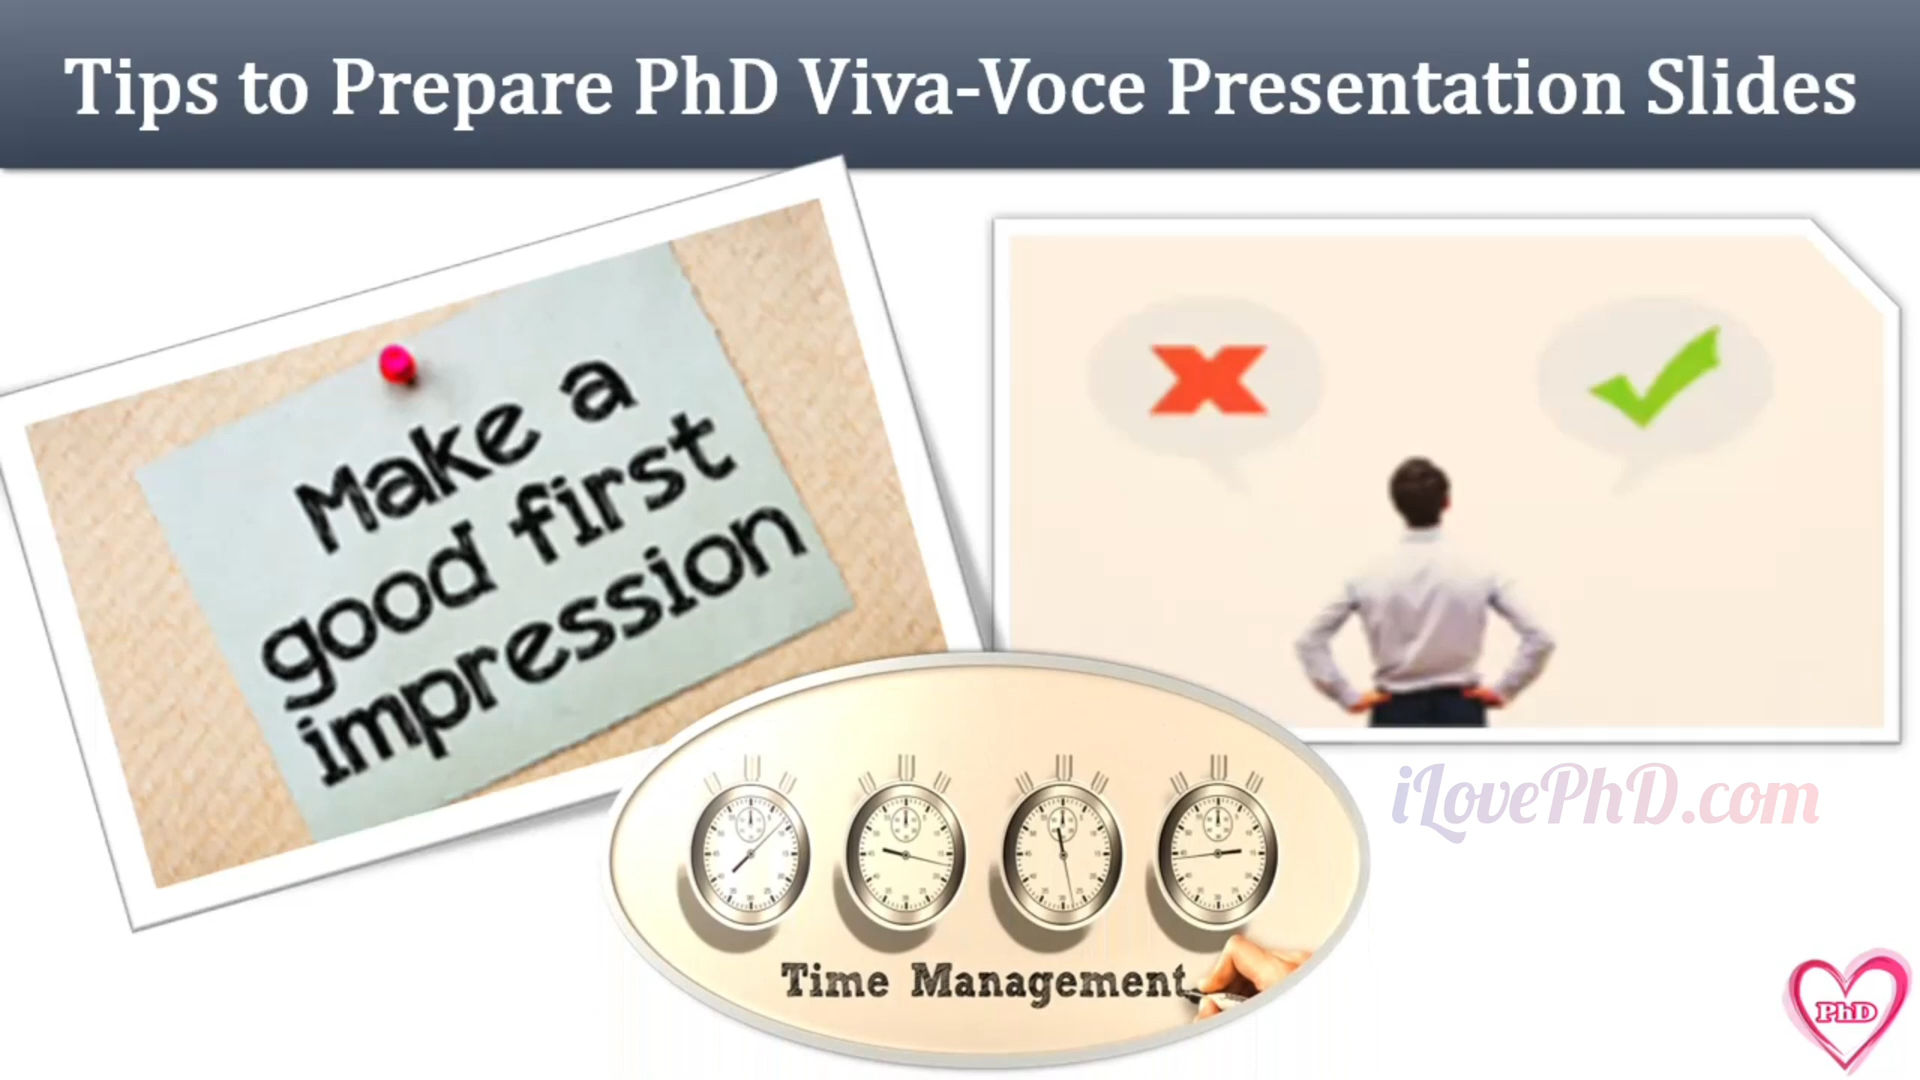 Tips to Prepare PhD Viva-Voce Presentation Slides
Make a
good first
impression
Time Management
iLovePhD.com
PhD